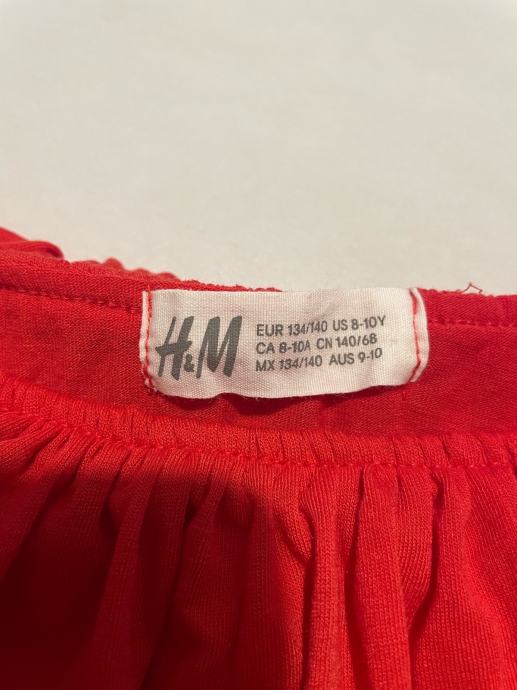 H&M
EUR 134/140 US 8-10Y
CA 8-10A CN 140/68
MX 134/140 AUS 9-10